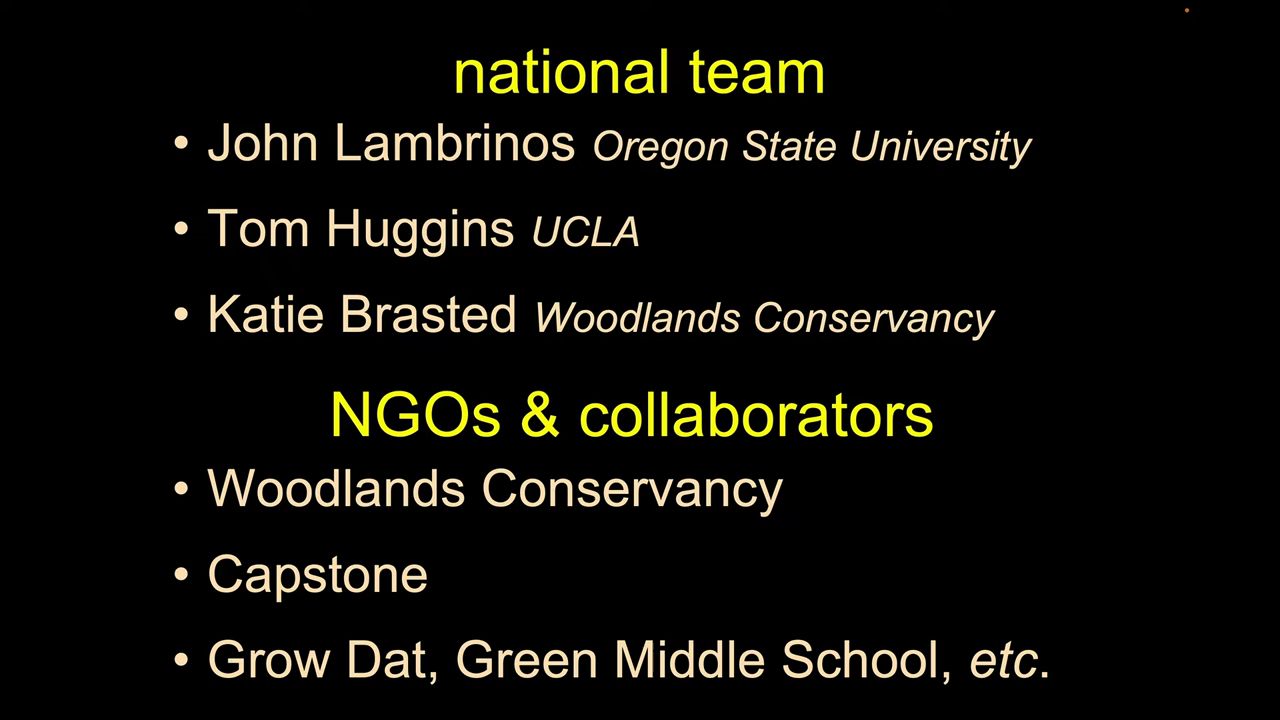 national team
• John Lambrinos Oregon State University
• Tom Huggins UCLA
• Katie Brasted Woodlands Conservancy
NGOs & collaborators
• Woodlands Conservancy
• Capstone
• Grow Dat, Green Middle School, etc.